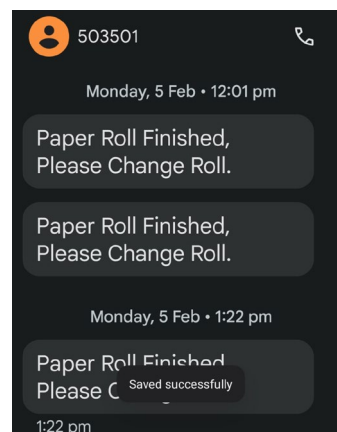 503501
Monday, 5 Feb • 12:01 pm
Paper Roll Finished,
Please Change Roll.
Paper Roll Finished,
Please Change Roll.
Monday, 5 Feb • 1:22 pm
Paper Roll Finished
Please C
Saved successfully
1:22 pm